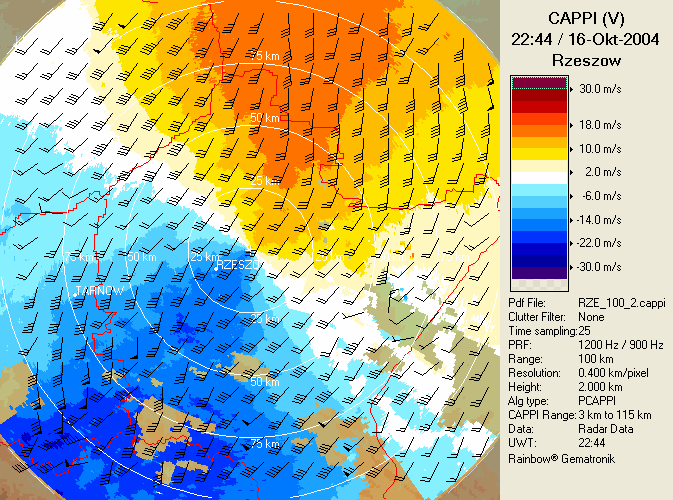 CAPPI (V)
22:44 / 16-Okt-2004
Rzeszow
30.0 m/s
18.0 m/s
10.0 m/s
2.0 m/s
-6.0 m/s
-14.0 m/s
-22.0 m/s
-30.0 m/s
Pdf File: RZE_100_2.cappi
Clutter Filter: None
Time sampling:25
PRF: 1200 Hz / 900 Hz
Range: 100 km
Resolution: 0.400 km/pixel
Height: 2.000 km
Alg type: PCAPPI
CAPPI Range: 3 km to 115 km
Data: Radar Data
UWT: 22:44
Rainbow® Gematronik
75 km
50 km
25 km
75 km 50 km 25 km
RZESZO
TARNOW
25 km
50 km
75 km